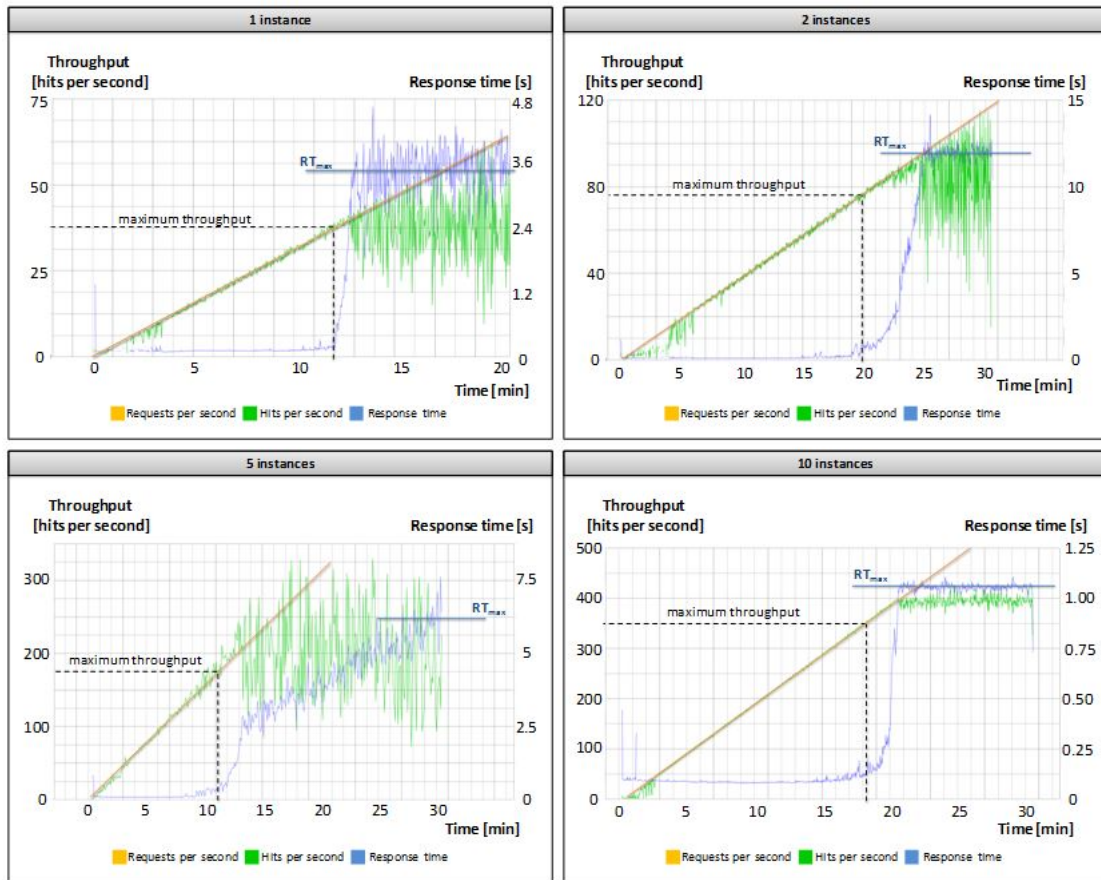 1 instance
Throughput
[hits per second]
Response time [s]
75
50
25
0
4.8
3.6
2.4
1.2
0
RTmax
maximum throughput
0 5 10 15 20
Time [min]
Requests per second Hits per second Response time
2 instances
Throughput
[hits per second]
Response time [s]
120
80
40
0
15
10
5
0
RTmax
maximum throughput
0 5 10 15 20 25 30
Time [min]
Requests per second Hits per second Response time
5 instances
Throughput
[hits per second]
Response time [s]
300
200
100
0
7.5
5
2.5
0
RTmax
maximum throughput
0 5 10 15 20 25 30
Time [min]
Requests per second Hits per second Response time
10 instances
Throughput
[hits per second]
Response time [s]
500
400
300
200
100
0
1.25
1.00
0.75
0.50
0.25
0
RTmax
maximum throughput
0 5 10 15 20 25 30
Time [min]
Requests per second Hits per second Response time